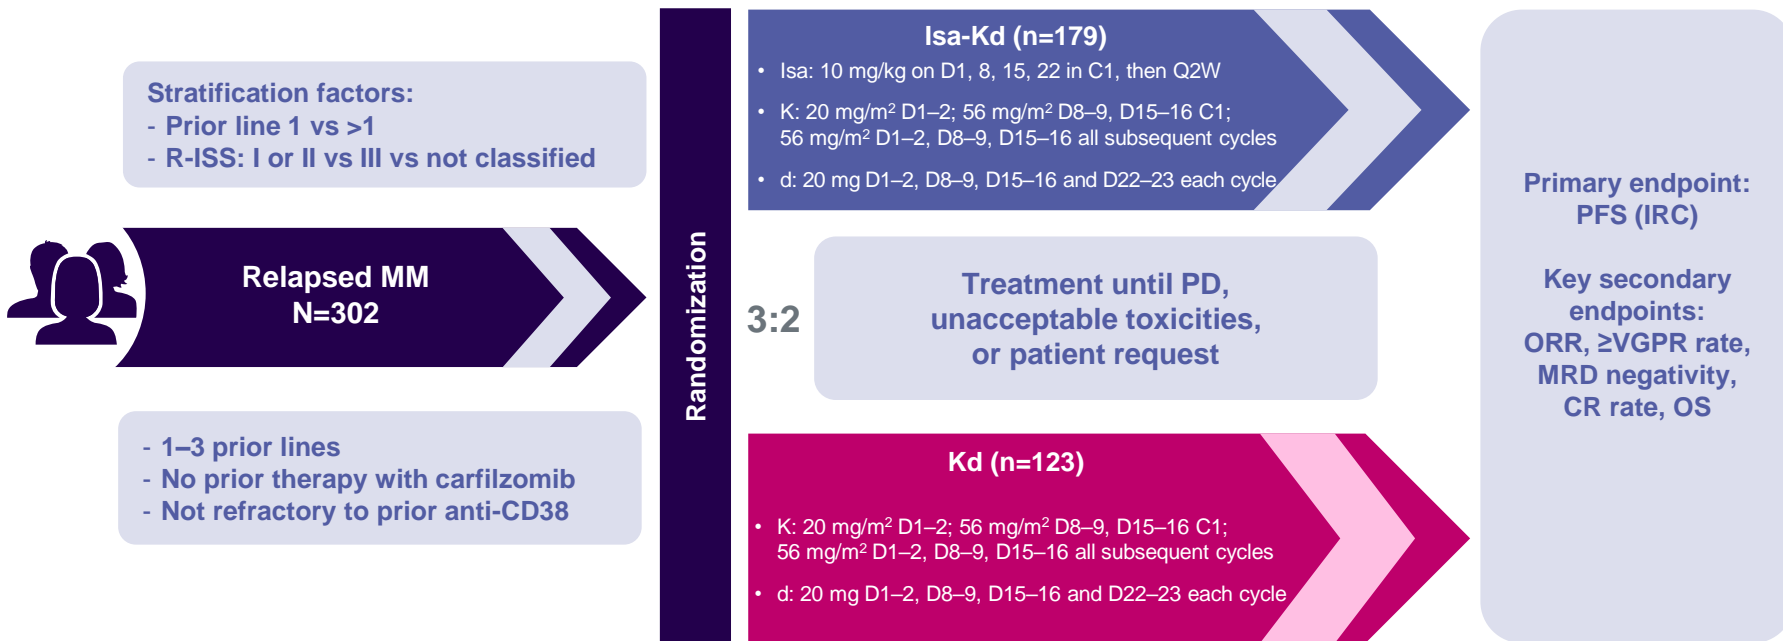 Stratification factors:
- Prior line 1 vs >1
- R-ISS: I or II vs III vs not classified
Relapsed MM
N=302
- 1–3 prior lines
- No prior therapy with carfilzomib
- Not refractory to prior anti-CD38
Randomization
Isa-Kd (n=179)
• Isa: 10 mg/kg on D1, 8, 15, 22 in C1, then Q2W
• K: 20 mg/m² D1–2; 56 mg/m² D8–9, D15–16 C1;
56 mg/m² D1–2, D8–9, D15–16 all subsequent cycles
• d: 20 mg D1–2, D8–9, D15–16 and D22–23 each cycle
3:2
Treatment until PD,
unacceptable toxicities,
or patient request
Kd (n=123)
• K: 20 mg/m² D1–2; 56 mg/m² D8–9, D15–16 C1;
56 mg/m² D1–2, D8–9, D15–16 all subsequent cycles
• d: 20 mg D1–2, D8–9, D15–16 and D22–23 each cycle
Primary endpoint:
PFS (IRC)
Key secondary
endpoints:
ORR, ≥VGPR rate,
MRD negativity,
CR rate, OS